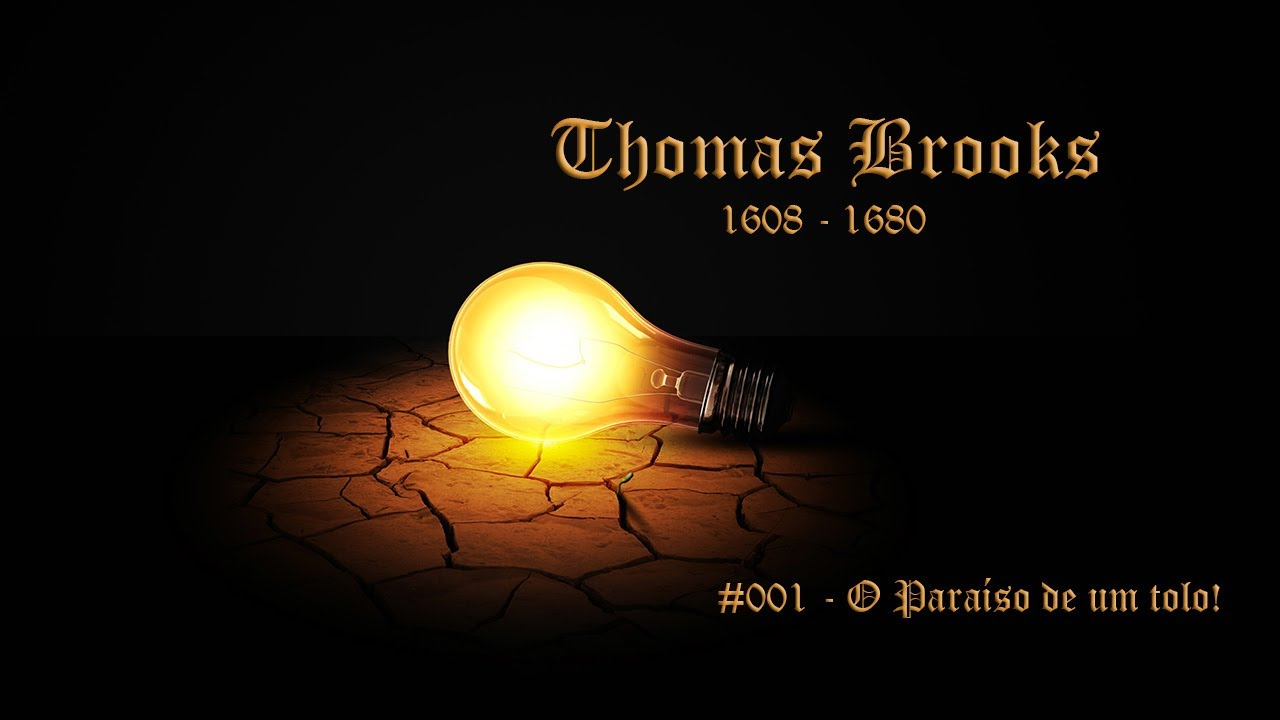 Thomas Brooks
1608 - 1680
#001 - O Paraíso de um tolo!